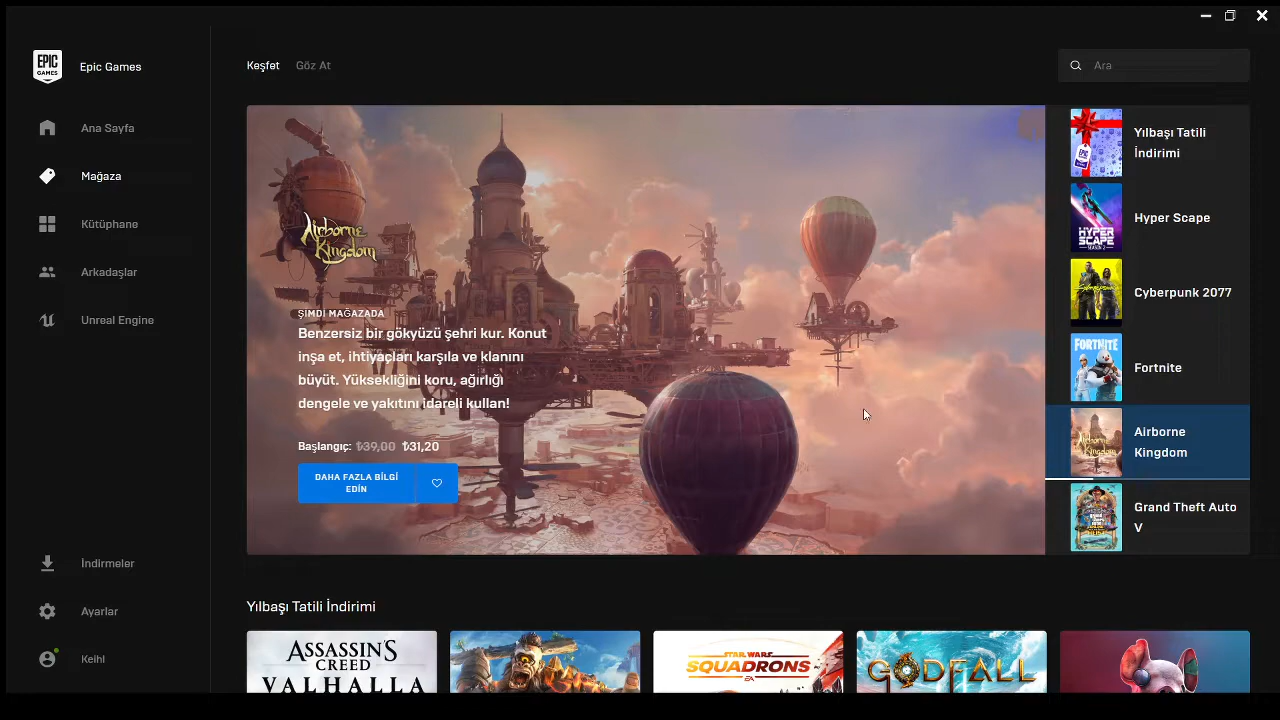 EPIC
GAMES
Epic Games
Ana Sayfa
Mağaza
Kütüphane
Arkadaşlar
Unreal Engine
İndirmeler
Ayarlar
Keihl
Keşfet
Göz At
Ara
Airborne
Kingdom
ŞİMDİ MAĞAZADA
Benzersiz bir gökyüzü şehri kur. Konut
inşa et, ihtiyaçları karşıla ve klanını
büyüt. Yüksekliğini koru, ağırlığı
dengele ve yakıtını idareli kullan!
Başlangıç: ₺39,00 ₺31,20
DAHA FAZLA BİLGİ
EDİN
Yılbaşı Tatili
İndirimi
HYPER
SCAPE
Hyper Scape
Cyberpunk 2077
FORTNITE
Fortnite
Airborne
Kingdom
Grand Theft Auto
V
Yılbaşı Tatili İndirimi
ASSASSIN'S
CREED
VALHALLA
STAR WARS
SQUADRONS
EA
GODFALL